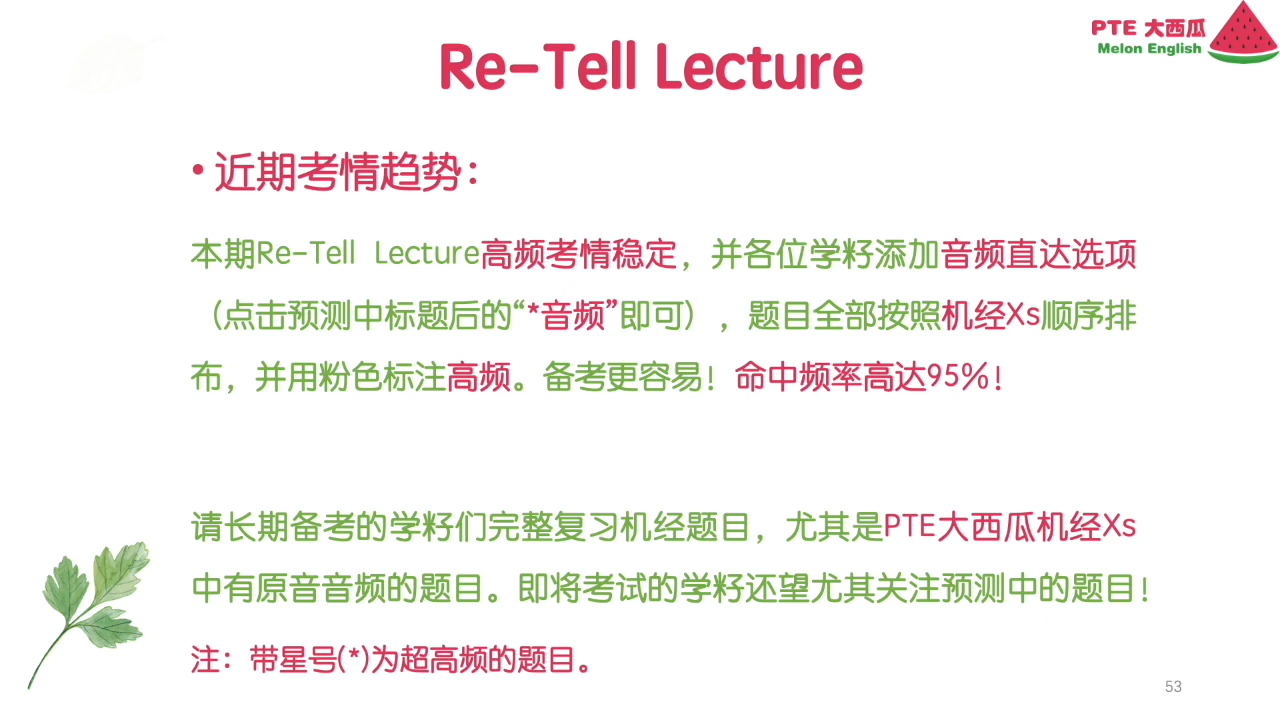 PTE 大西瓜
Melon English
Re-Tell Lecture
• 近期考情趋势：
本期Re-Tell Lecture高频考情稳定，并各位学籽添加音频直达选项
（点击预测中标题后的“*音频”即可），题目全部按照机经Xs顺序排
布，并用粉色标注高频。备考更容易！命中频率高达95%！
请长期备考的学籽们完整复习机经题目，尤其是PTE大西瓜机经Xs
中有原音音频的题目。即将考试的学籽还望尤其关注预测中的题目！
注：带星号(*)为超高频的题目。
53